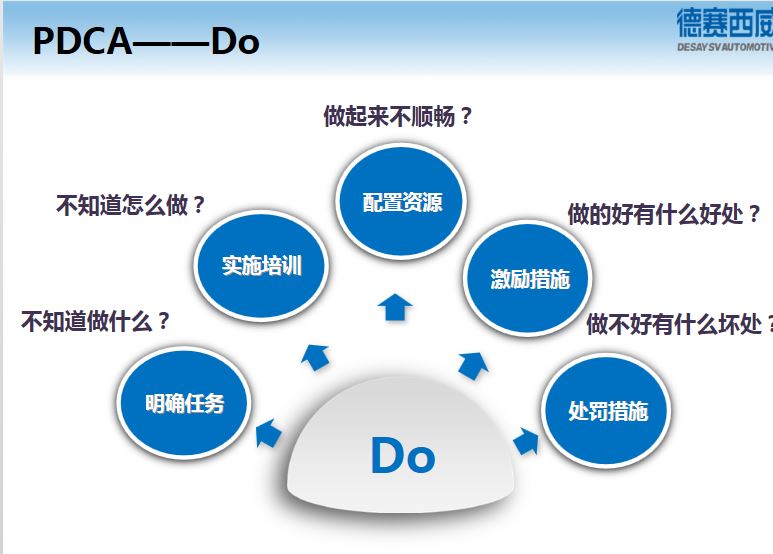 PDCA——Do
德赛西威
DESAY SV AUTOMOTIV
做起来不顺畅？
配置资源
不知道怎么做？
做的好有什么好处？
实施培训
激励措施
不知道做什么？
做不好有什么坏处？
明确任务
处罚措施
Do